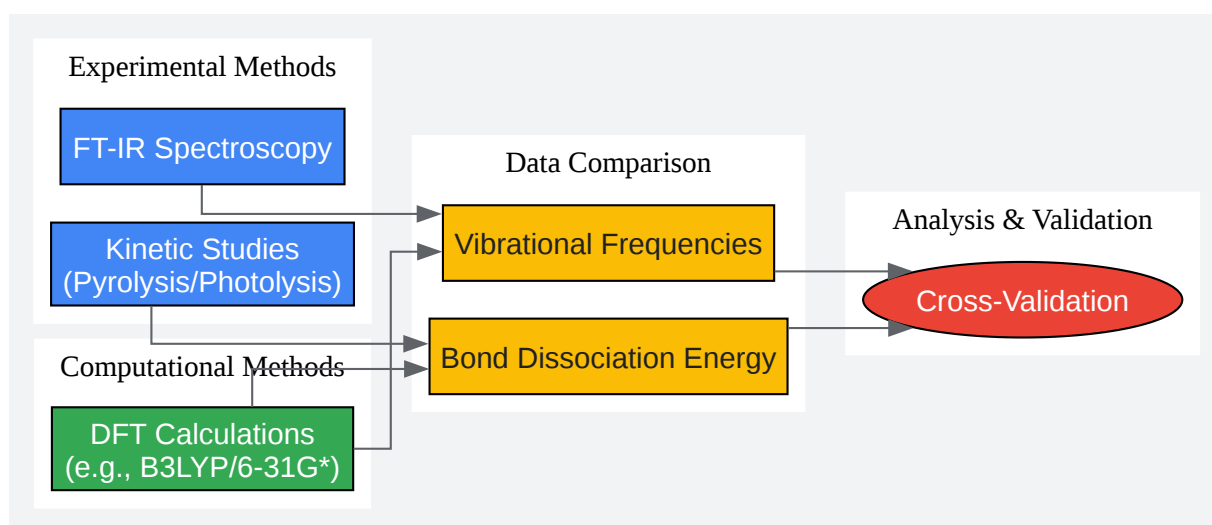 Experimental Methods
FT-IR Spectroscopy
Kinetic Studies
(Pyrolysis/Photolysis)
Computational Methods
DFT Calculations
(e.g., B3LYP/6-31G*)
Data Comparison
Vibrational Frequencies
Bond Dissociation Energy
Analysis & Validation
Cross-Validation